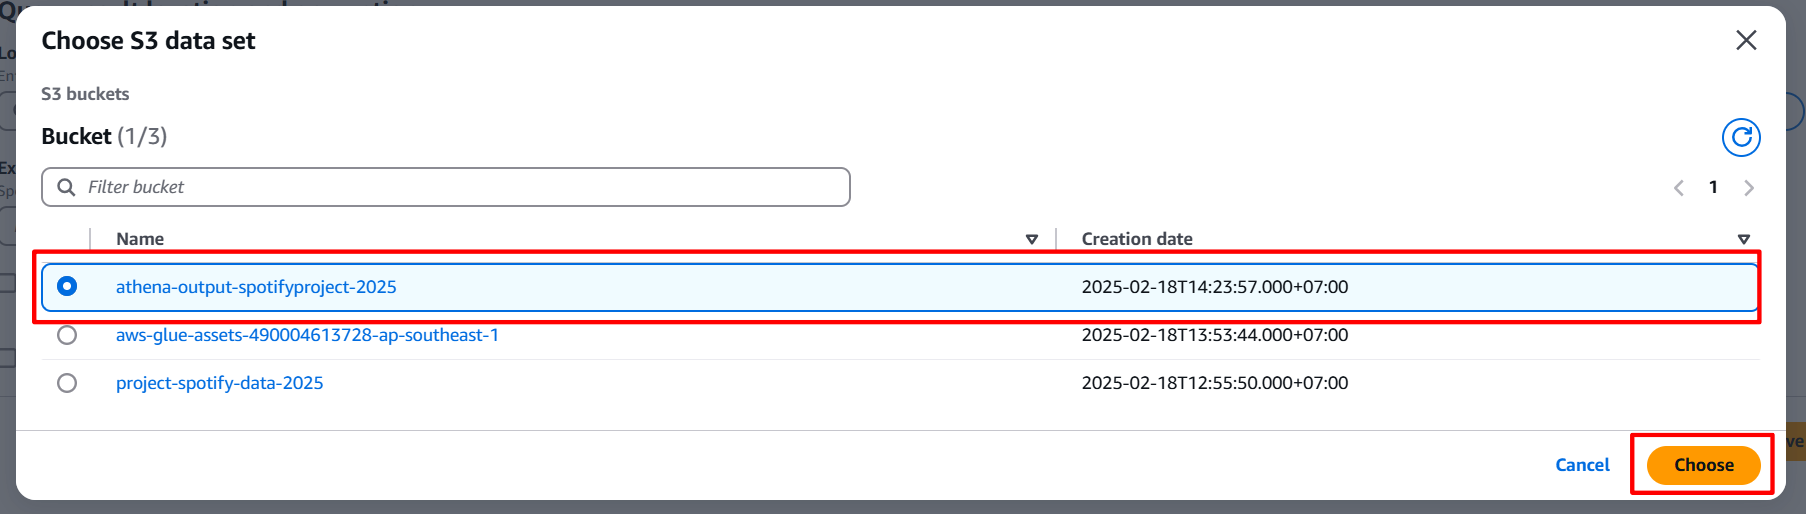 Choose S3 data set
S3 buckets
Bucket (1/3)
Filter bucket
1
Name Creation date
athena-output-spotifyproject-2025 2025-02-18T14:23:57.000+07:00
aws-glue-assets-490004613728-ap-southeast-1 2025-02-18T13:53:44.000+07:00
project-spotify-data-2025 2025-02-18T12:55:50.000+07:00
Cancel Choose